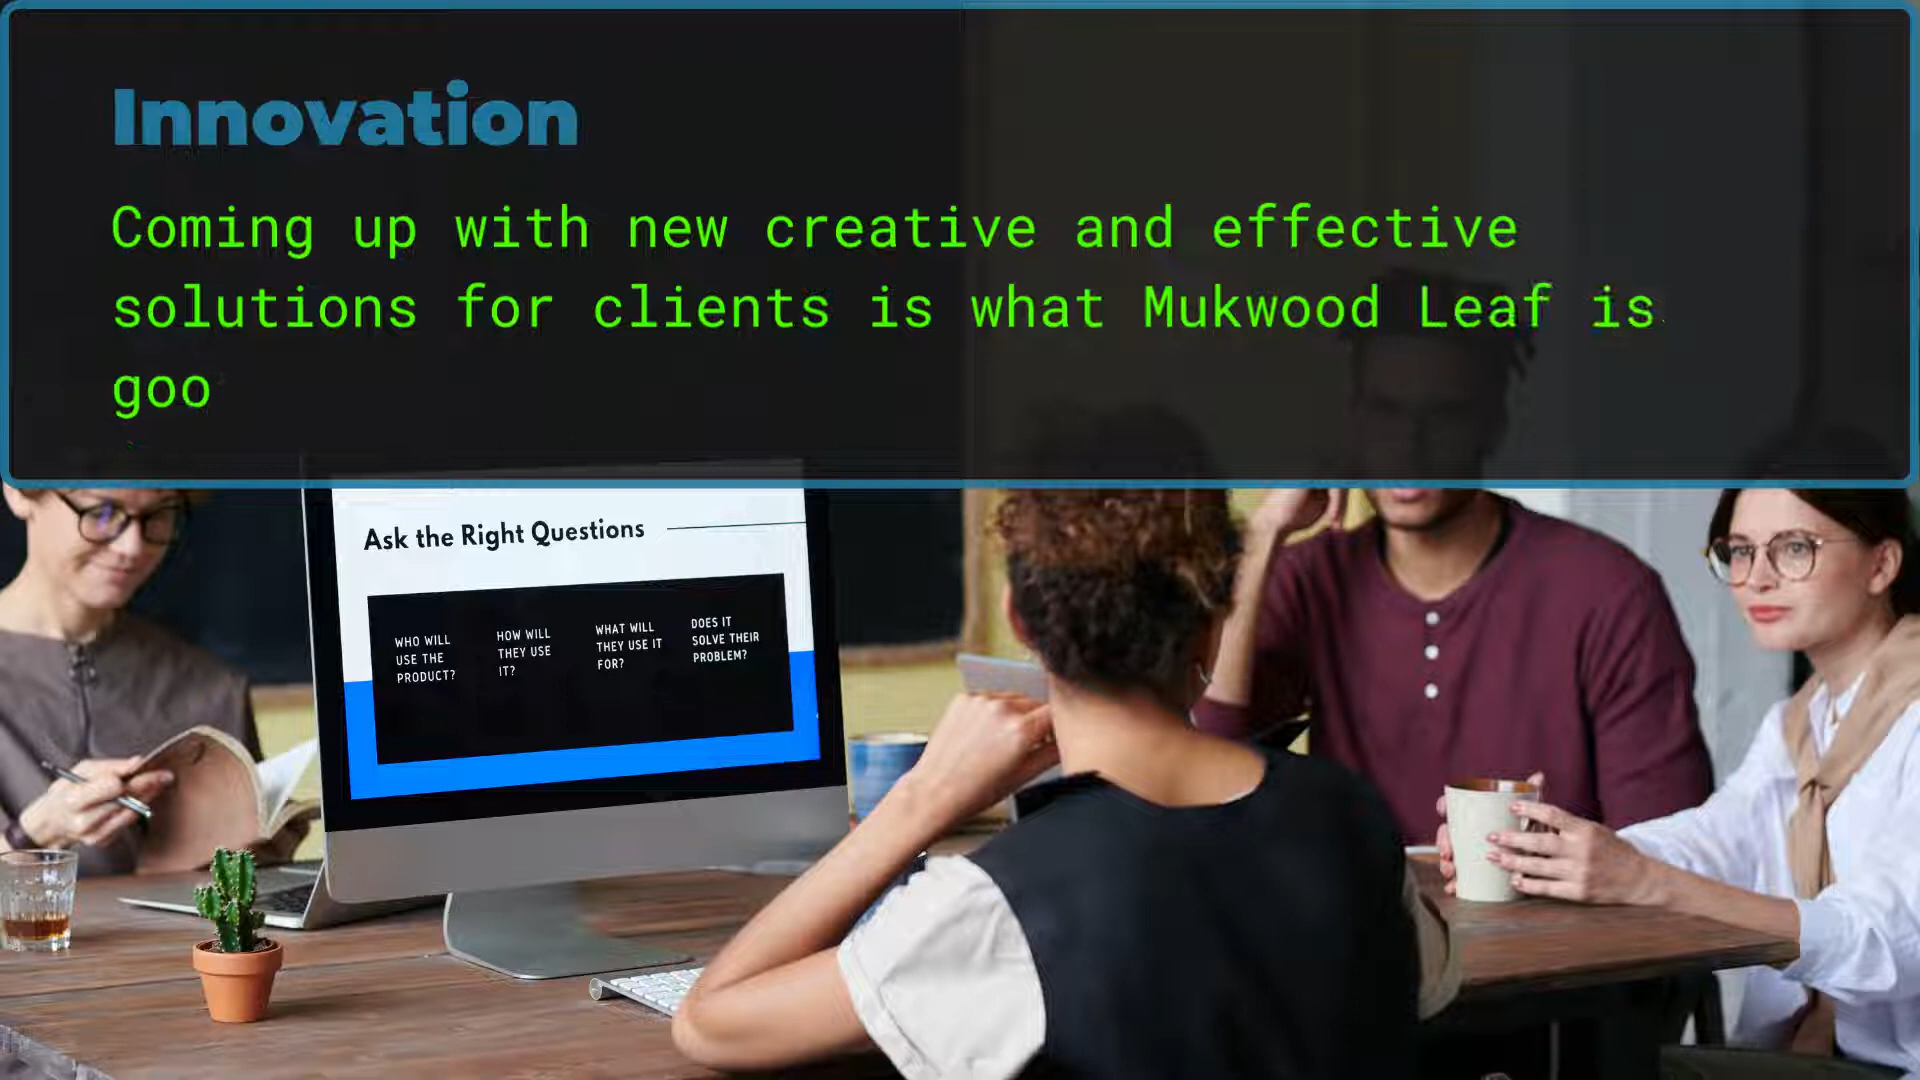 Innovation
Coming up with new creative and effective
solutions for clients is what Mukwood Leaf is
goo
Ask the Right Questions
WHO WILL
USE THE
PRODUCT?
HOW WILL
THEY USE
IT?
WHAT WILL
THEY USE IT
FOR?
DOES IT
SOLVE THEIR
PROBLEM?